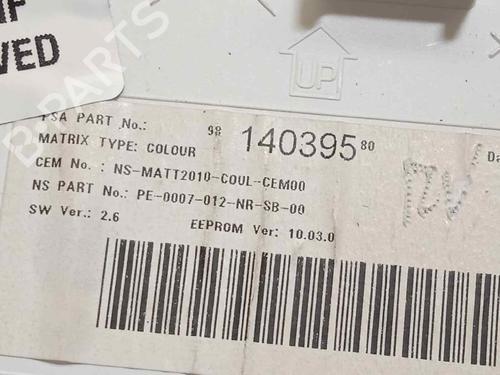 VED
UP
PSA PART No.: 98 140395 80
MATRIX TYPE: COLOUR
CEM No. : NS-MATT2010-COUL-CEM00
NS PART No.: PE-0007-012-NR-SB-00
SW Ver.: 2.6 EEPROM Ver: 10.03.0
Da